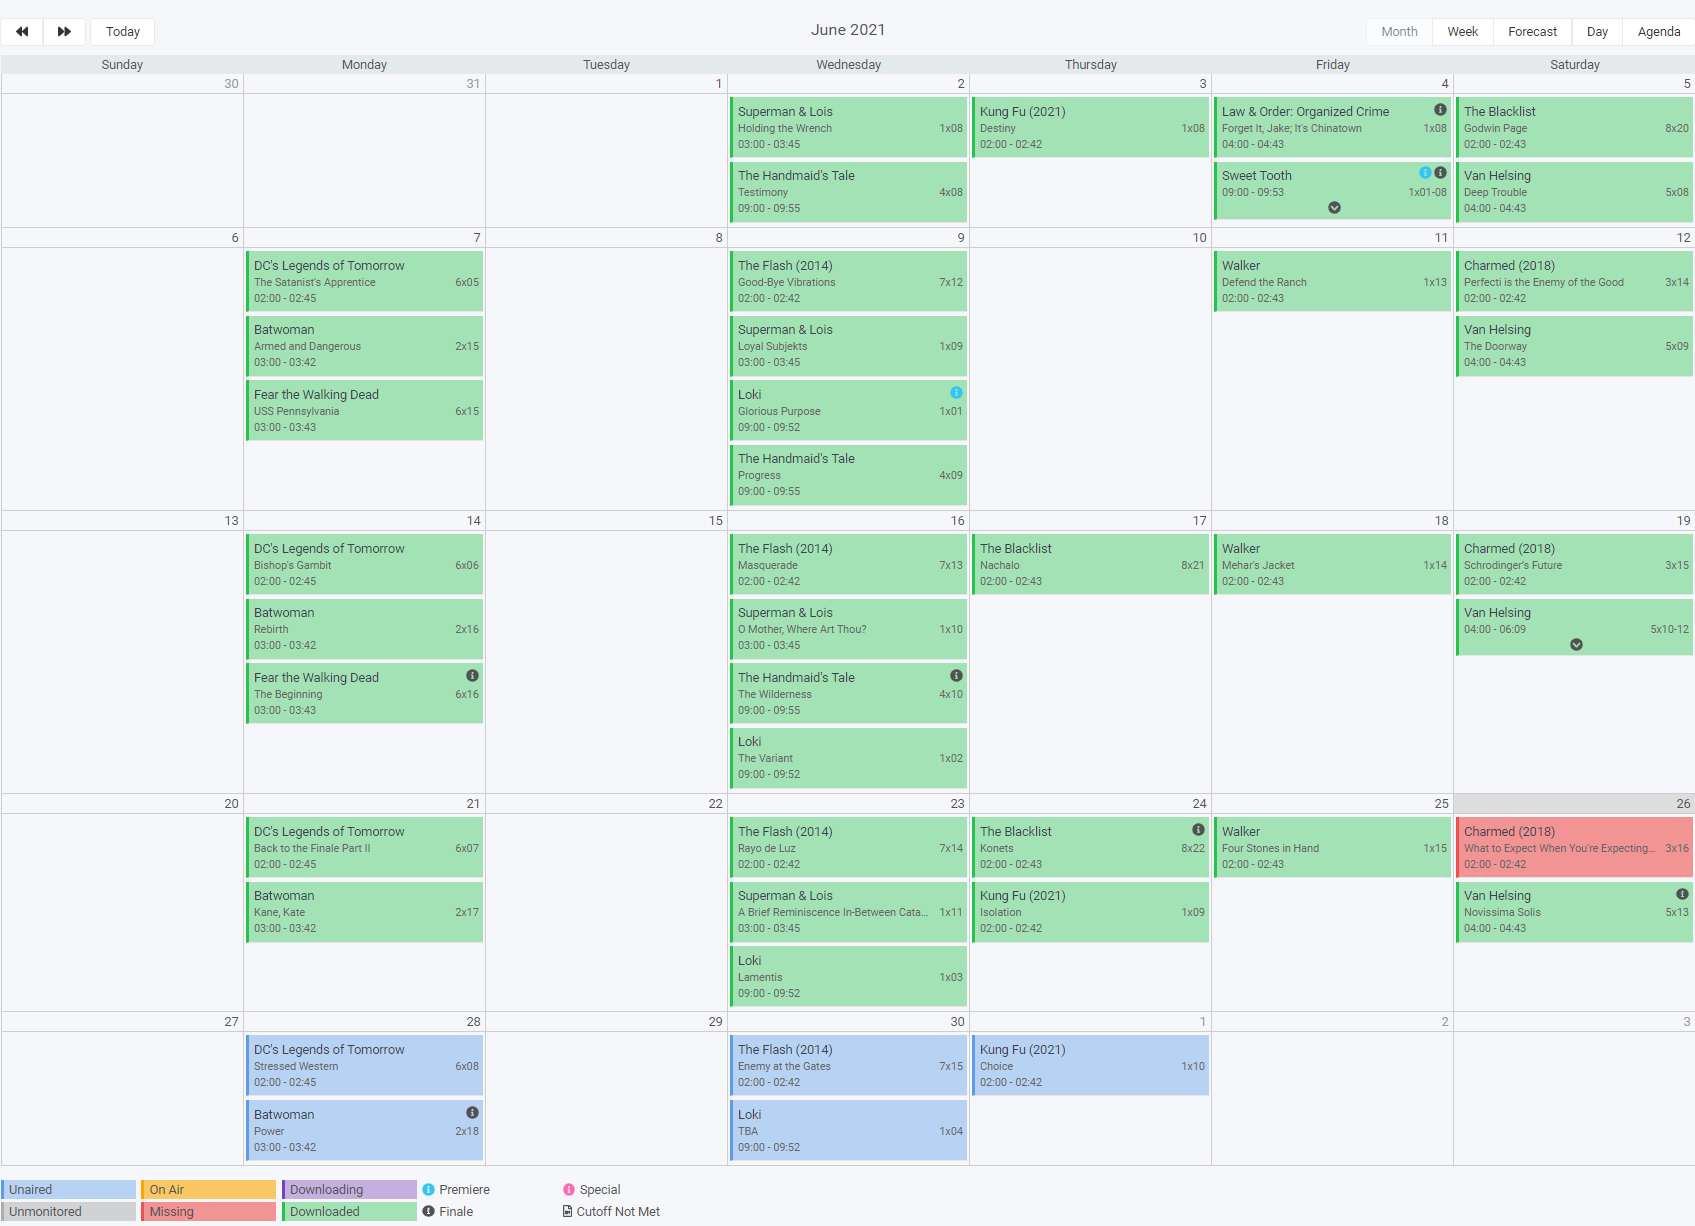 Today
June 2021
Month Week Forecast Day Agenda
Sunday Monday Tuesday Wednesday Thursday Friday Saturday
30 31 1 2 3 4 5
Superman & Lois
Holding the Wrench 1x08
03:00 - 03:45
The Handmaid's Tale
Testimony 4x08
09:00 - 09:55
Kung Fu (2021)
Destiny 1x08
02:00 - 02:42
Law & Order: Organized Crime
Forget It, Jake; It's Chinatown 1x08
04:00 - 04:43
Sweet Tooth
09:00 - 09:53 1x01-08
The Blacklist
Godwin Page 8x20
02:00 - 02:43
Van Helsing
Deep Trouble 5x08
04:00 - 04:43
6 7 8 9 10 11 12
DC's Legends of Tomorrow
The Satanist's Apprentice 6x05
02:00 - 02:45
Batwoman
Armed and Dangerous 2x15
03:00 - 03:42
Fear the Walking Dead
USS Pennsylvania 6x15
03:00 - 03:43
The Flash (2014)
Good-Bye Vibrations 7x12
02:00 - 02:42
Superman & Lois
Loyal Subjekts 1x09
03:00 - 03:45
Loki
Glorious Purpose 1x01
09:00 - 09:52
The Handmaid's Tale
Progress 4x09
09:00 - 09:55
Walker
Defend the Ranch 1x13
02:00 - 02:43
Charmed (2018)
Perfecti is the Enemy of the Good 3x14
02:00 - 02:42
Van Helsing
The Doorway 5x09
04:00 - 04:43
13 14 15 16 17 18 19
DC's Legends of Tomorrow
Bishop's Gambit 6x06
02:00 - 02:45
Batwoman
Rebirth 2x16
03:00 - 03:42
Fear the Walking Dead
The Beginning 6x16
03:00 - 03:43
The Flash (2014)
Masquerade 7x13
02:00 - 02:42
Superman & Lois
O Mother, Where Art Thou? 1x10
03:00 - 03:45
The Handmaid's Tale
The Wilderness 4x10
09:00 - 09:55
Loki
The Variant 1x02
09:00 - 09:52
The Blacklist
Nachalo 8x21
02:00 - 02:43
Walker
Mehar's Jacket 1x14
02:00 - 02:43
Charmed (2018)
Schrodinger's Future 3x15
02:00 - 02:42
Van Helsing
04:00 - 06:09 5x10-12
20 21 22 23 24 25 26
DC's Legends of Tomorrow
Back to the Finale Part II 6x07
02:00 - 02:45
Batwoman
Kane, Kate 2x17
03:00 - 03:42
The Flash (2014)
Rayo de Luz 7x14
02:00 - 02:42
Superman & Lois
A Brief Reminiscence In-Between Cata... 1x11
03:00 - 03:45
Loki
Lamentis 1x03
09:00 - 09:52
The Blacklist
Konets 8x22
02:00 - 02:43
Kung Fu (2021)
Isolation 1x09
02:00 - 02:42
Walker
Four Stones in Hand 1x15
02:00 - 02:43
Charmed (2018)
What to Expect When You're Expecting... 3x16
02:00 - 02:42
Van Helsing
Novissima Solis 5x13
04:00 - 04:43
27 28 29 30 1 2 3
DC's Legends of Tomorrow
Stressed Western 6x08
02:00 - 02:45
Batwoman
Power 2x18
03:00 - 03:42
The Flash (2014)
Enemy at the Gates 7x15
02:00 - 02:42
Loki
TBA 1x04
09:00 - 09:52
Kung Fu (2021)
Choice 1x10
02:00 - 02:42
Unaired On Air Downloading Premiere Special
Unmonitored Missing Downloaded Finale Cutoff Not Met